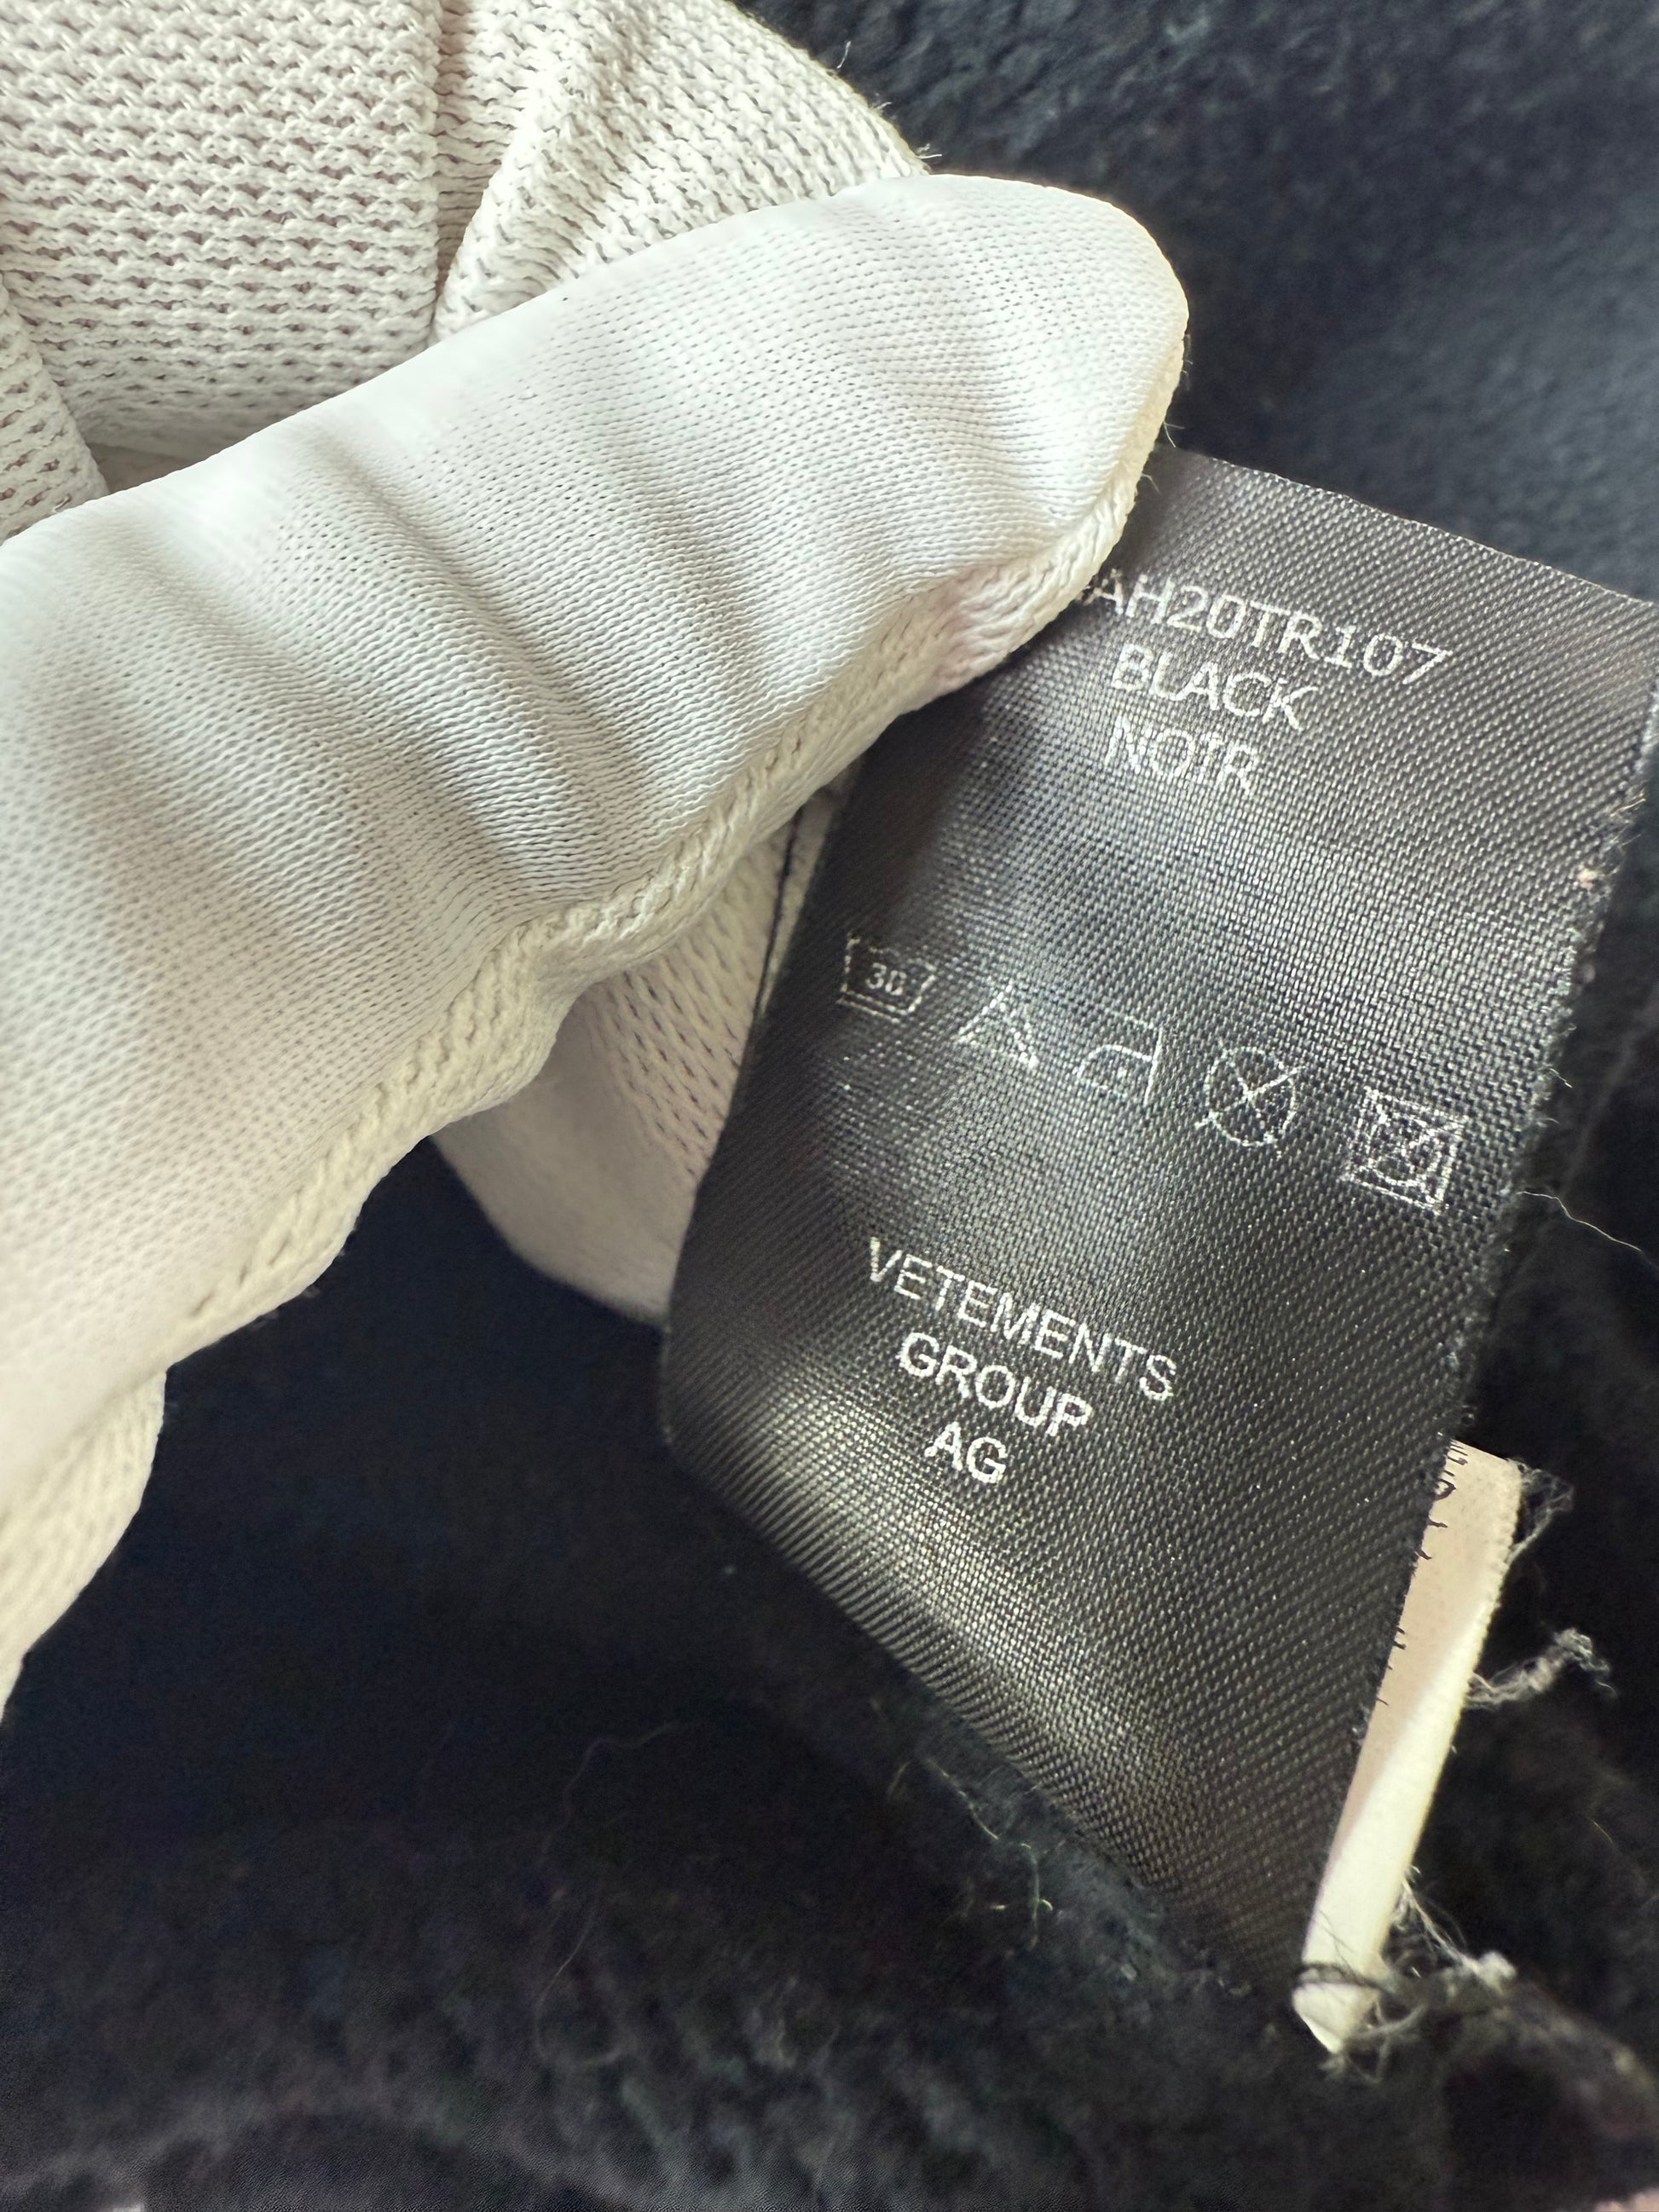 AH20TR107
BLACK
NOIR
30
VETEMENTS
GROUP
AG